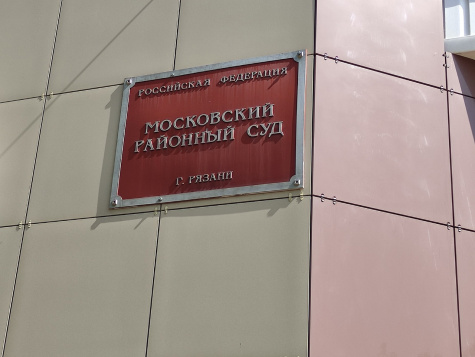 РОССИЙСКАЯ ФЕДЕРАЦИЯ
МОСКОВСКИЙ
РАЙОННЫЙ СУД
Г. РЯЗАНИ